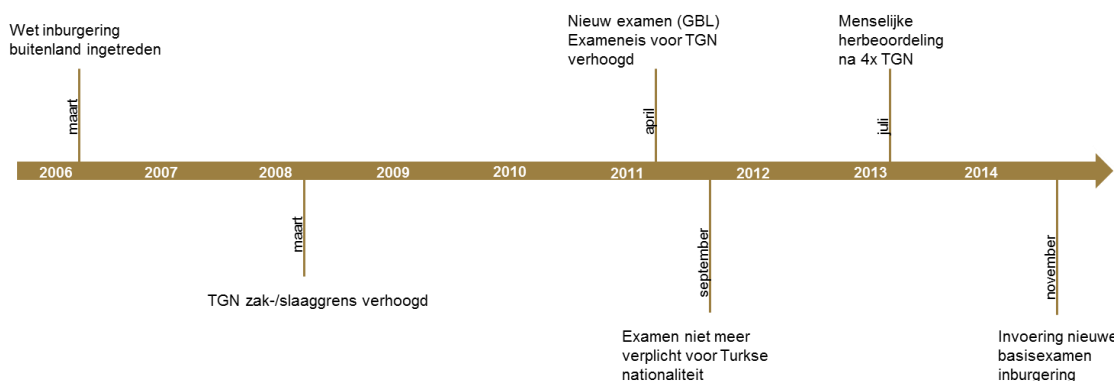 Wet inburgering
buitenland ingetreden
Nieuw examen (GBL)
Exameneis voor TGN
verhoogd
Menselijke
herbeoordeling
na 4x TGN
maart
april
juli
2006
2007
2008
2009
2010
2011
2012
2013
2014
maart
september
november
TGN zak-/slaaggrens verhoogd
Examen niet meer
verplicht voor Turkse
nationaliteit
Invoering nieuwe
basisexamen
inburgering